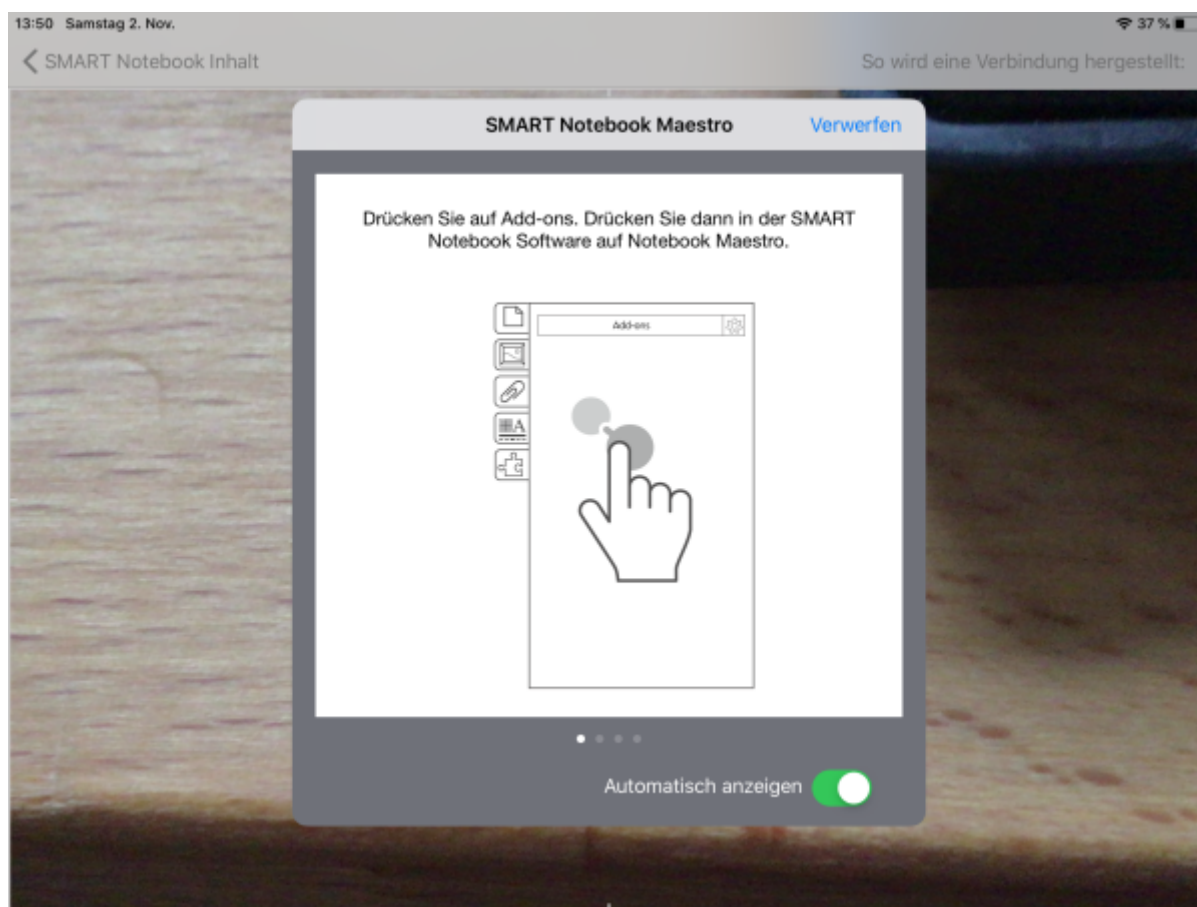 13:50 Samstag 2. Nov.
37 %
SMART Notebook Inhalt
So wird eine Verbindung hergestellt:
SMART Notebook Maestro
Verwerfen
Drücken Sie auf Add-ons. Drücken Sie dann in der SMART
Notebook Software auf Notebook Maestro.
Add-ons
A
Automatisch anzeigen